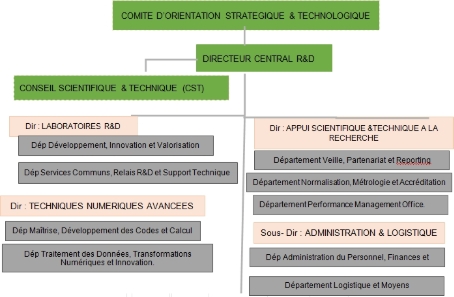 COMITE D'ORIENTATION STRATEGIQUE & TECHNOLOGIQUE
DIRECTEUR CENTRAL R&D
CONSEIL SCIENTIFIQUE & TECHNIQUE (CST)
Dir : LABORATOIRES R&D
Dép Développement, Innovation et Valorisation
Dép Services Communs, Relais R&D et Support Technique
Dir : TECHNIQUES NUMERIQUES AVANCEES
Dép Maîtrise, Développement des Codes et Calcul
Dép Traitement des Données, Transformations
Numériques et Innovation.
Dir : APPUI SCIENTIFIQUE &TECHNIQUE A LA
RECHERCHE
Département Veille, Partenariat et Reporting
Département Normalisation, Métrologie et Accréditation
Département Performance Management Office.
Sous- Dir : ADMINISTRATION & LOGISTIQUE
Dép Administration du Personnel, Finances et
Département Logistique et Moyens